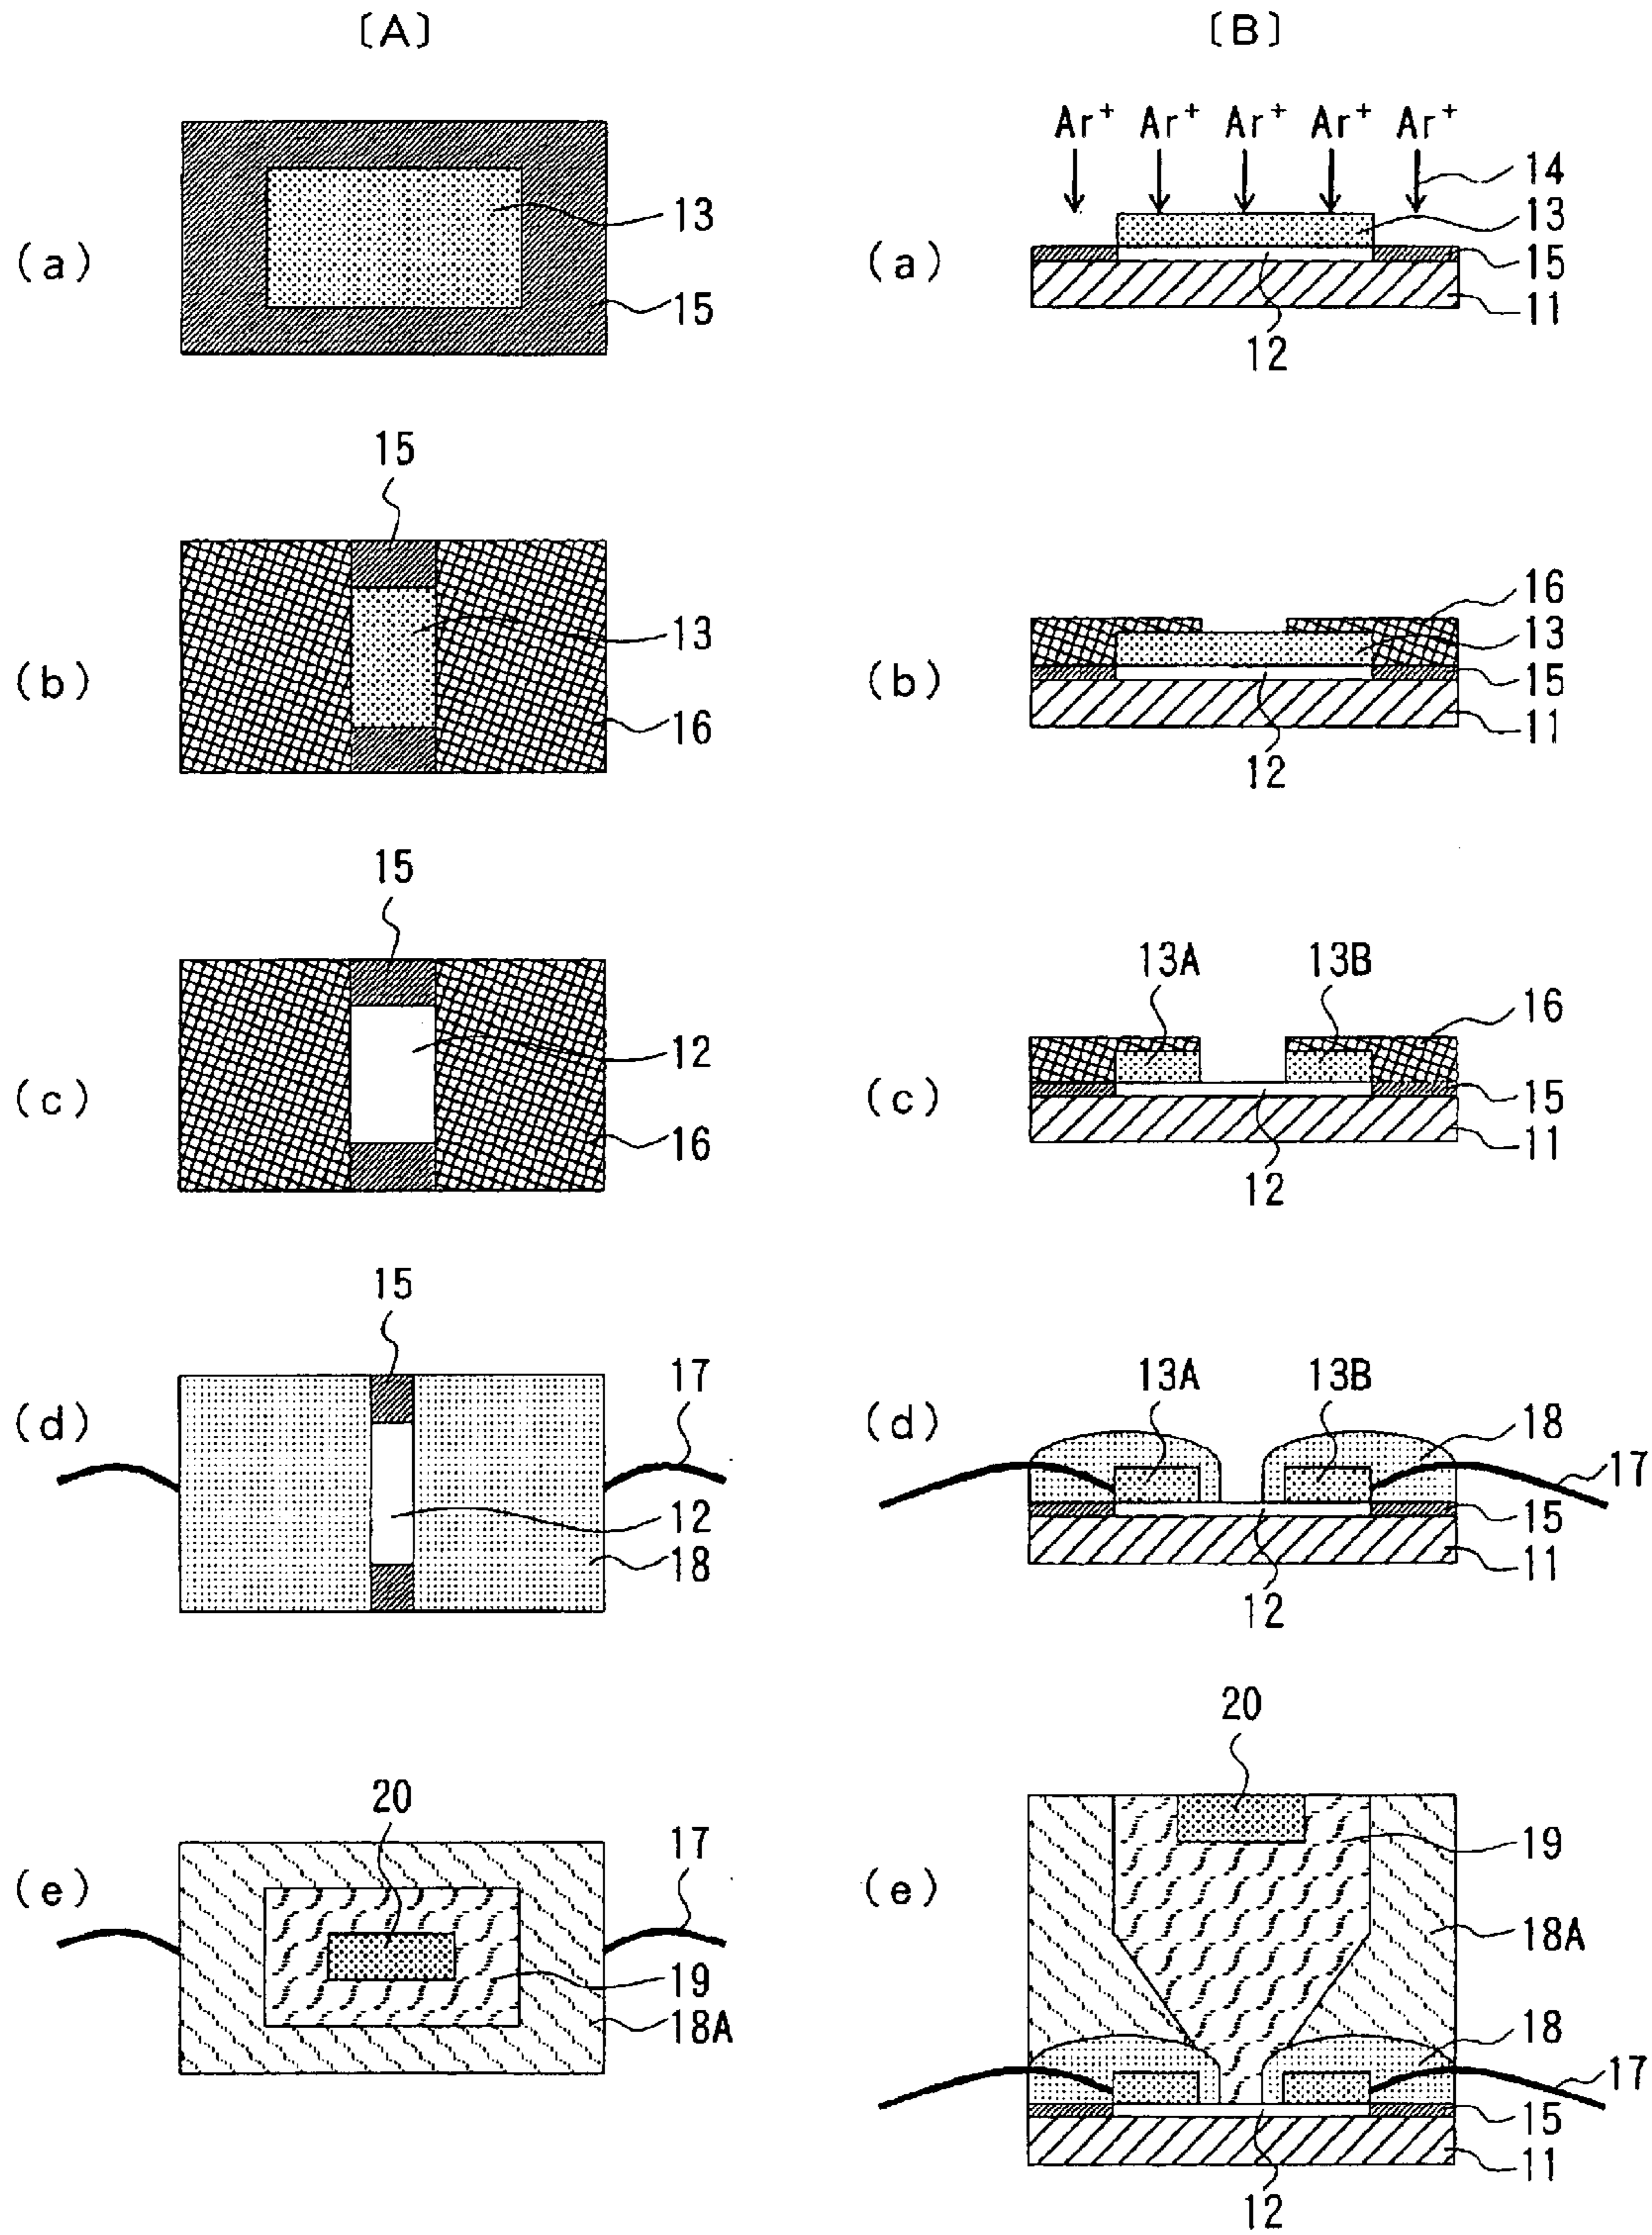 [A] [B]
(a) 13 15
(a) Ar+ Ar+ Ar+ Ar+ Ar+ 14 13 15 11 12
(b) 15 13 16
(b) 16 13 15 11 12
(c) 15 12 16
(c) 13A 13B 16 15 11 12
(d) 15 17 12 18
(d) 13A 13B 18 17 15 11 12
(e) 20 17 19 18A
(e) 20 19 18A 18 17 15 11 12